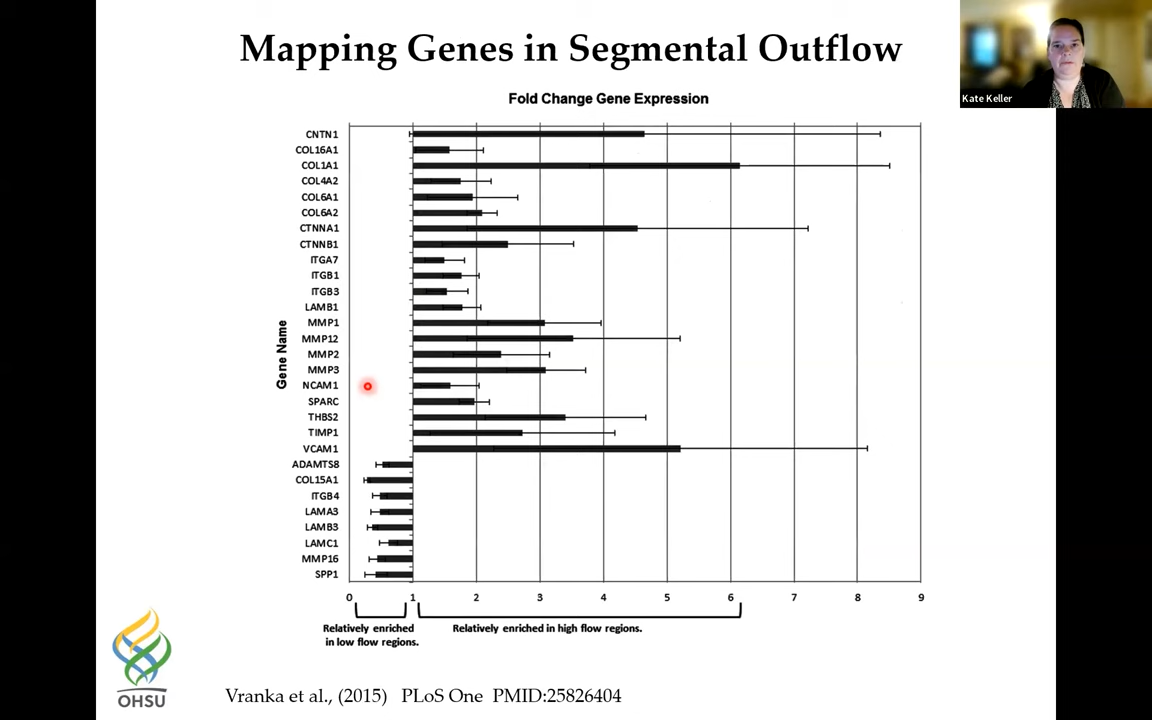 Mapping Genes in Segmental Outflow
Kate Keller
Fold Change Gene Expression
Gene Name
CNTN1
COL16A1
COL1A1
COL4A2
COL6A1
COL6A2
CTNNA1
CTNNB1
ITGA7
ITGB1
ITGB3
LAMB1
MMP1
MMP12
MMP2
MMP3
NCAM1
SPARC
THBS2
TIMP1
VCAM1
ADAMTS8
COL15A1
ITGB4
LAMA3
LAMB3
LAMC1
MMP16
SPP1
0 1 2 3 4 5 6 7 8 9
Relatively enriched
in low flow regions.
Relatively enriched in high flow regions.
OHSU
Vranka et al., (2015) PLoS One PMID:25826404